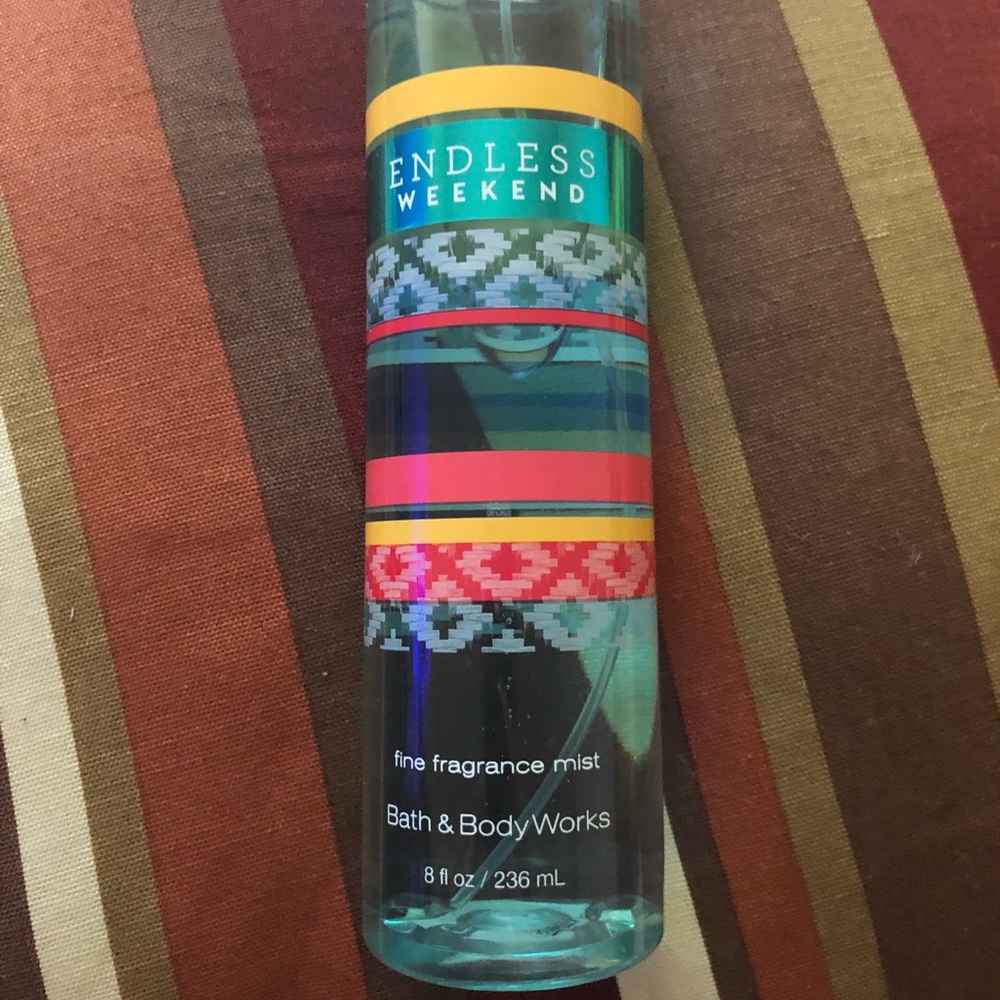 ENDLESS
WEEKEND
fine fragrance mist
Bath & Body Works
8 fl oz / 236 mL